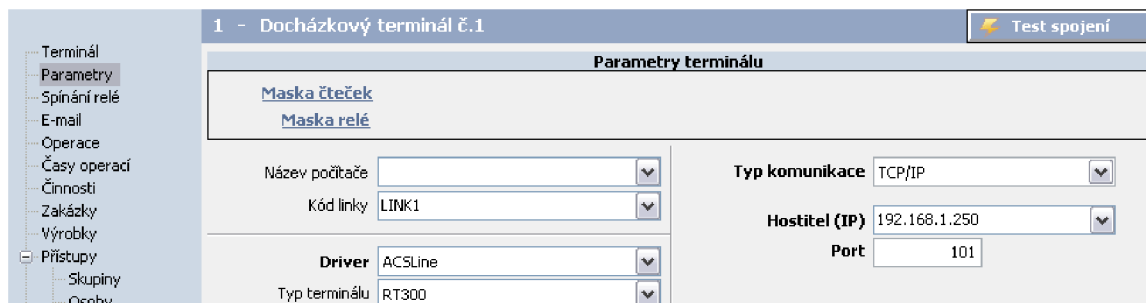 1 - Docházkový terminál č.1
Test spojení
Terminál
Parametry
Spínání relé
E-mail
Operace
Časy operací
Činnosti
Zakázky
Výrobky
Přístupy
Skupiny
Osoby
Parametry terminálu
Maska čteček
Maska relé
Název počítače
Kód linky LINK1
Driver ACSLine
Typ terminálu RT300
Typ komunikace TCP/IP
Hostitel (IP) 192.168.1.250
Port 101